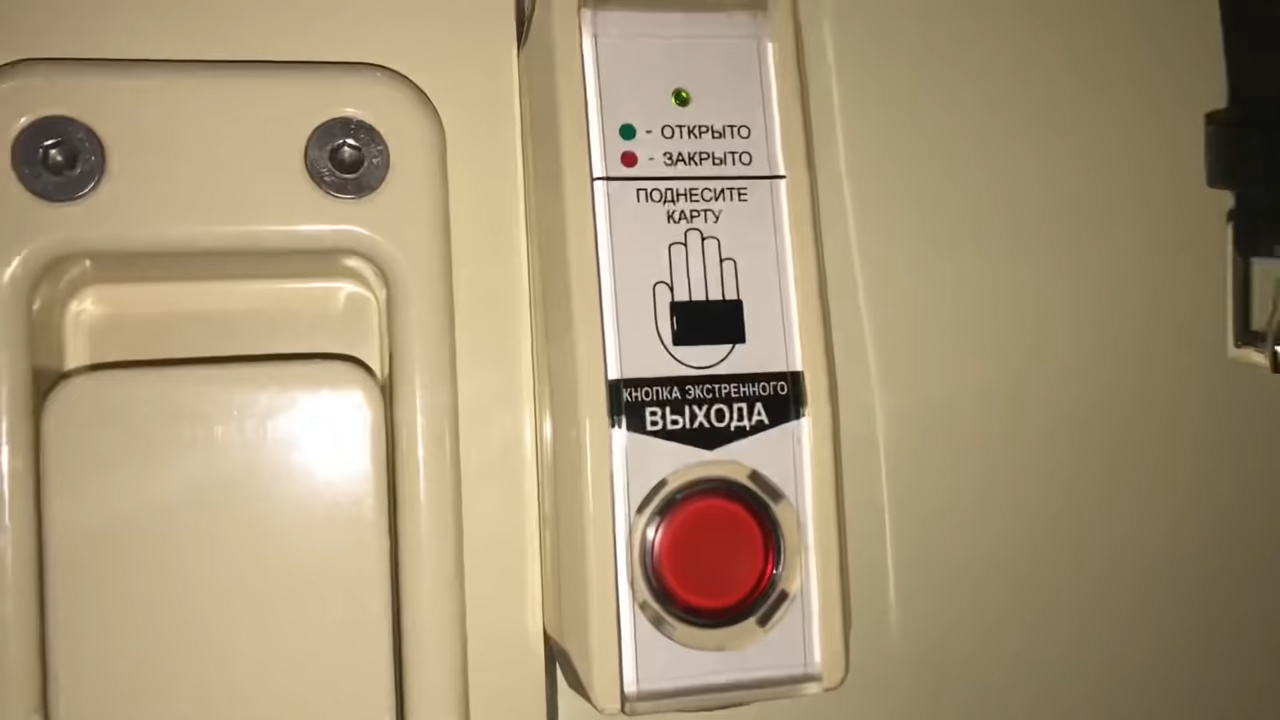 - ОТКРЫТО
- ЗАКРЫТО
ПОДНЕСИТЕ
КАРТУ
КНОПКА ЭКСТРЕННОГО
ВЫХОДА